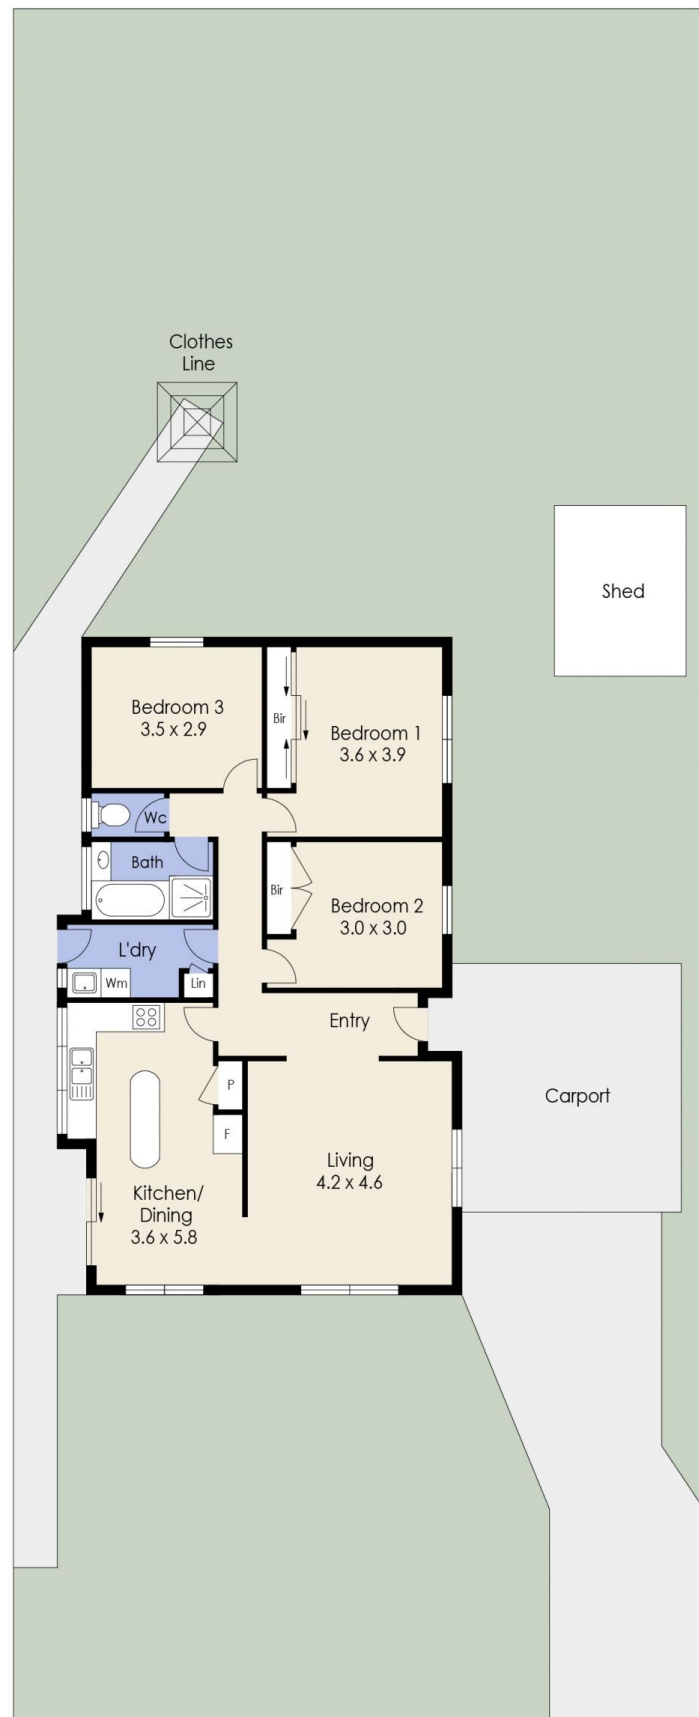 Clothes
Line
Shed
Bedroom 3
3.5 x 2.9
Bir
Bedroom 1
3.6 x 3.9
Wc
Bath
Bir
Bedroom 2
3.0 x 3.0
L'dry
Wm
Lin
Entry
P
Carport
F
Living
4.2 x 4.6
Kitchen/
Dining
3.6 x 5.8